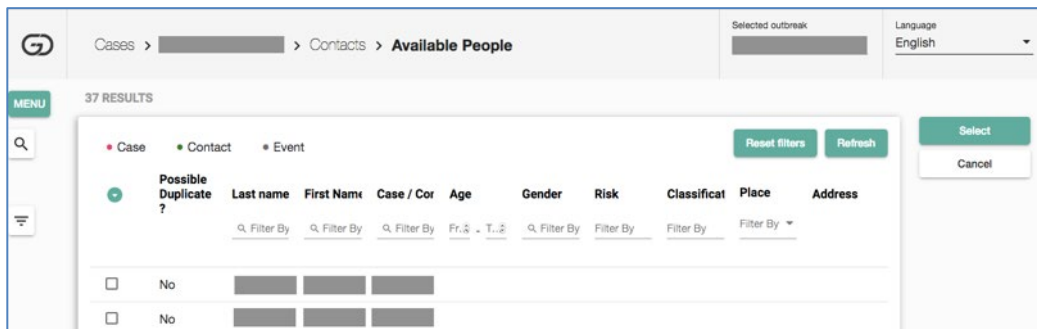 Selected outbreak
Language
Cases > > Contacts > Available People
English
MENU
37 RESULTS
Case Contact Event
Reset filters Refresh
Select
Cancel
Possible Duplicate ? Last name First Name Case / Cor Age Gender Risk Classificat Place Address
Filter By Filter By Filter By Fr. - T.. Filter By Filter By Filter By Filter By
No
No